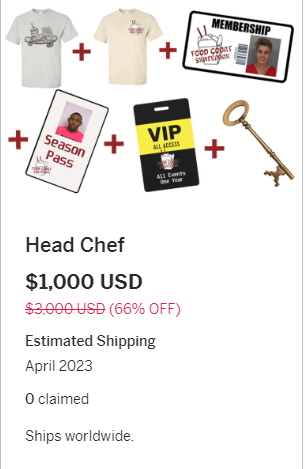 MEMBERSHIP
FOOD COURT
Season
Pass
VIP
ALL ACCESS
All Events
One Year
Head Chef
$1,000 USD
$3,000 USD (66% OFF)
Estimated Shipping
April 2023
0 claimed
Ships worldwide.